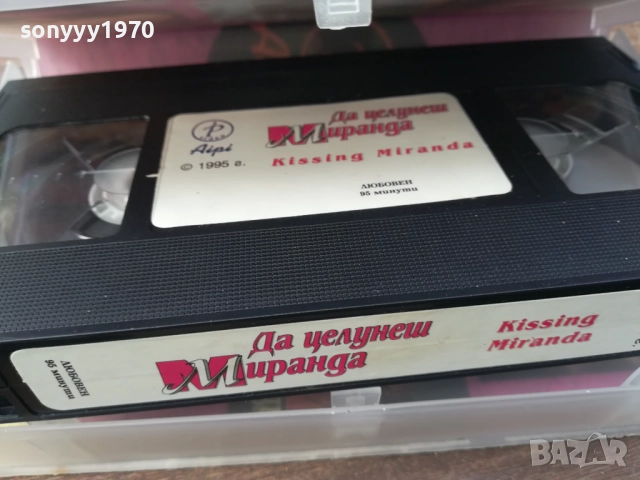 sonyyy1970
Aipi
© 1995 г.
Да целунеш
Миранда
Kissing Miranda
ЛЮБОВЕН
95 минути
ЛЮБОВЕН
95 минути
Да целунеш
Миранда
Kissing
Miranda
BAZAR